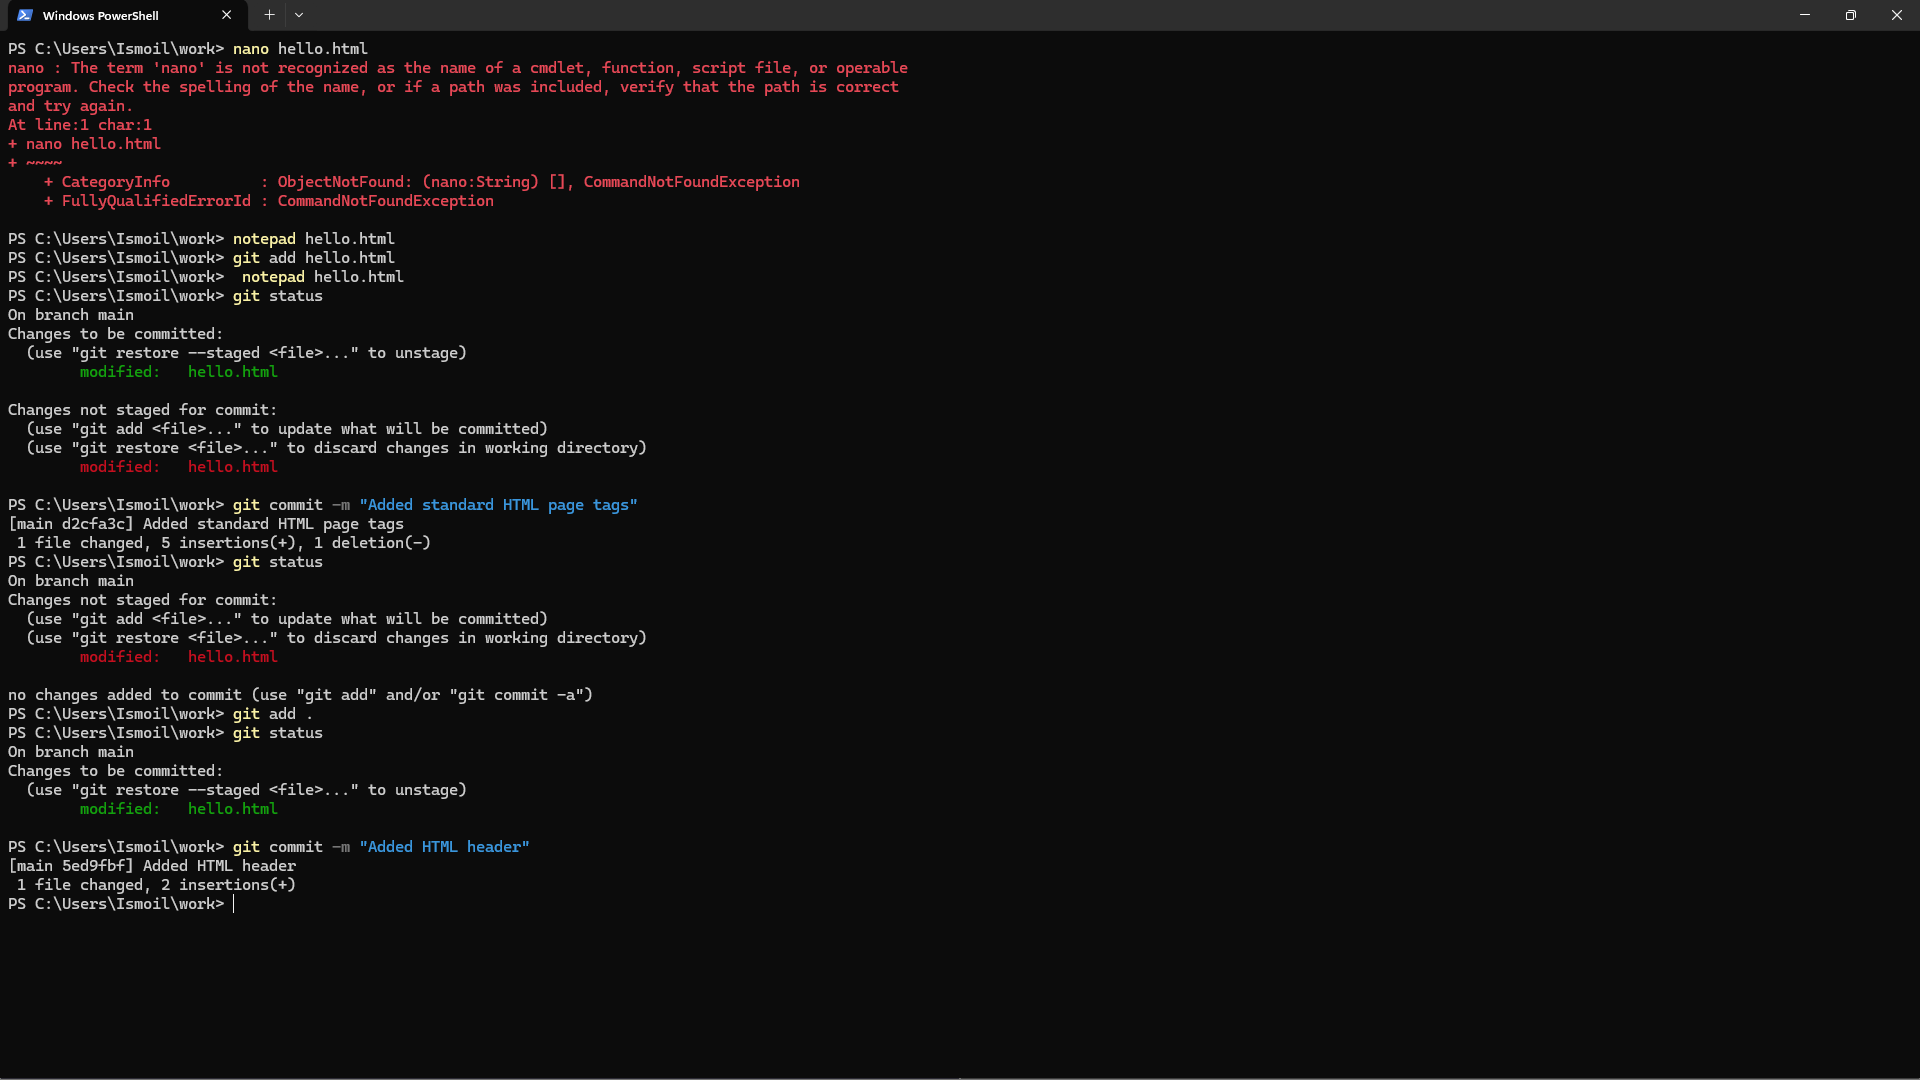 Windows PowerShell
PS C:\Users\Ismoil\work> nano hello.html
nano : The term 'nano' is not recognized as the name of a cmdlet, function, script file, or operable
program. Check the spelling of the name, or if a path was included, verify that the path is correct
and try again.
At line:1 char:1
+ nano hello.html
+ ~~~~
    + CategoryInfo          : ObjectNotFound: (nano:String) [], CommandNotFoundException
    + FullyQualifiedErrorId : CommandNotFoundException

PS C:\Users\Ismoil\work> notepad hello.html
PS C:\Users\Ismoil\work> git add hello.html
PS C:\Users\Ismoil\work>  notepad hello.html
PS C:\Users\Ismoil\work> git status
On branch main
Changes to be committed:
  (use "git restore --staged <file>..." to unstage)
        modified:   hello.html

Changes not staged for commit:
  (use "git add <file>..." to update what will be committed)
  (use "git restore <file>..." to discard changes in working directory)
        modified:   hello.html

PS C:\Users\Ismoil\work> git commit -m "Added standard HTML page tags"
[main d2cfa3c] Added standard HTML page tags
 1 file changed, 5 insertions(+), 1 deletion(-)
PS C:\Users\Ismoil\work> git status
On branch main
Changes not staged for commit:
  (use "git add <file>..." to update what will be committed)
  (use "git restore <file>..." to discard changes in working directory)
        modified:   hello.html

no changes added to commit (use "git add" and/or "git commit -a")
PS C:\Users\Ismoil\work> git add .
PS C:\Users\Ismoil\work> git status
On branch main
Changes to be committed:
  (use "git restore --staged <file>..." to unstage)
        modified:   hello.html

PS C:\Users\Ismoil\work> git commit -m "Added HTML header"
[main 5ed9fbf] Added HTML header
 1 file changed, 2 insertions(+)
PS C:\Users\Ismoil\work>